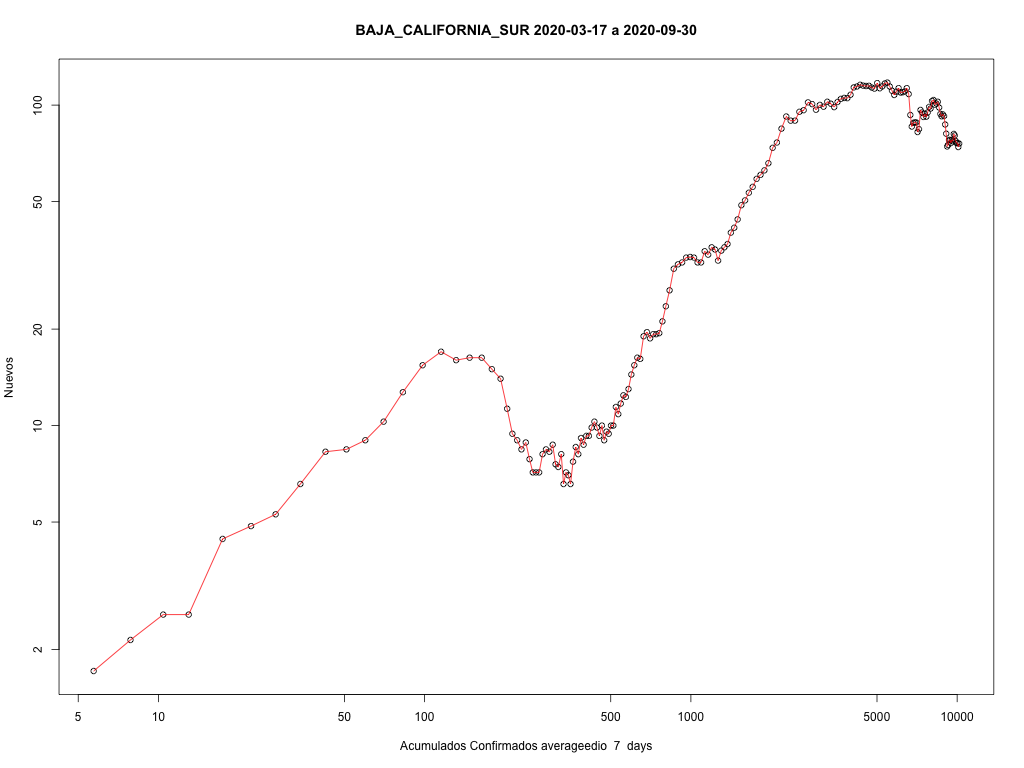 BAJA_CALIFORNIA_SUR 2020-03-17 a 2020-09-30
100
50
20
10
5
2
Nuevos
5 10 50 100 500 1000 5000 10000
Acumulados Confirmados averageedio 7 days